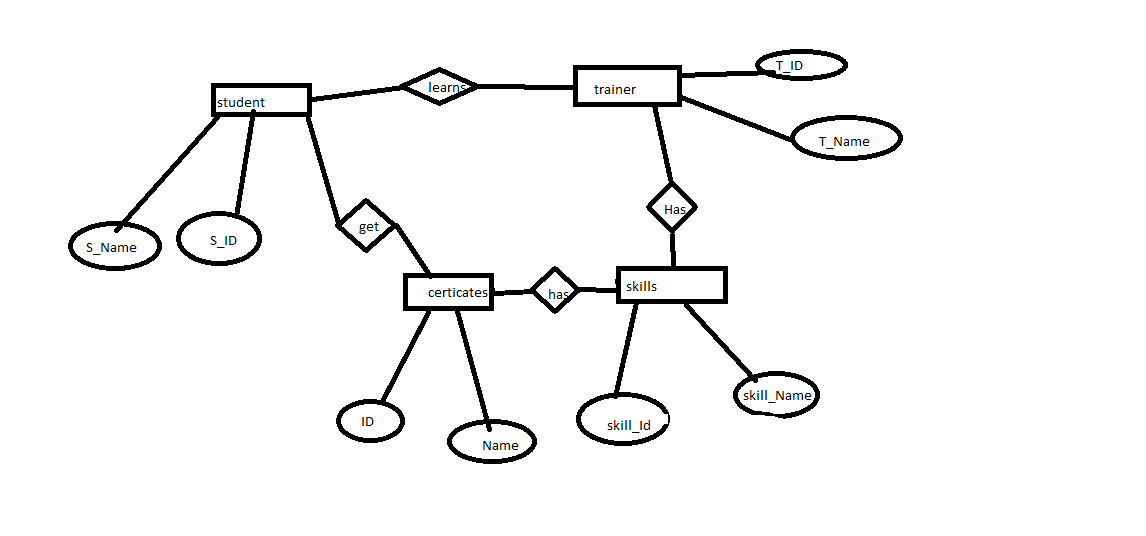 T_ID
learns
trainer
student
T_Name
Has
get
S_Name
S_ID
certicates
has
skills
skill_Name
ID
skill_Id
Name